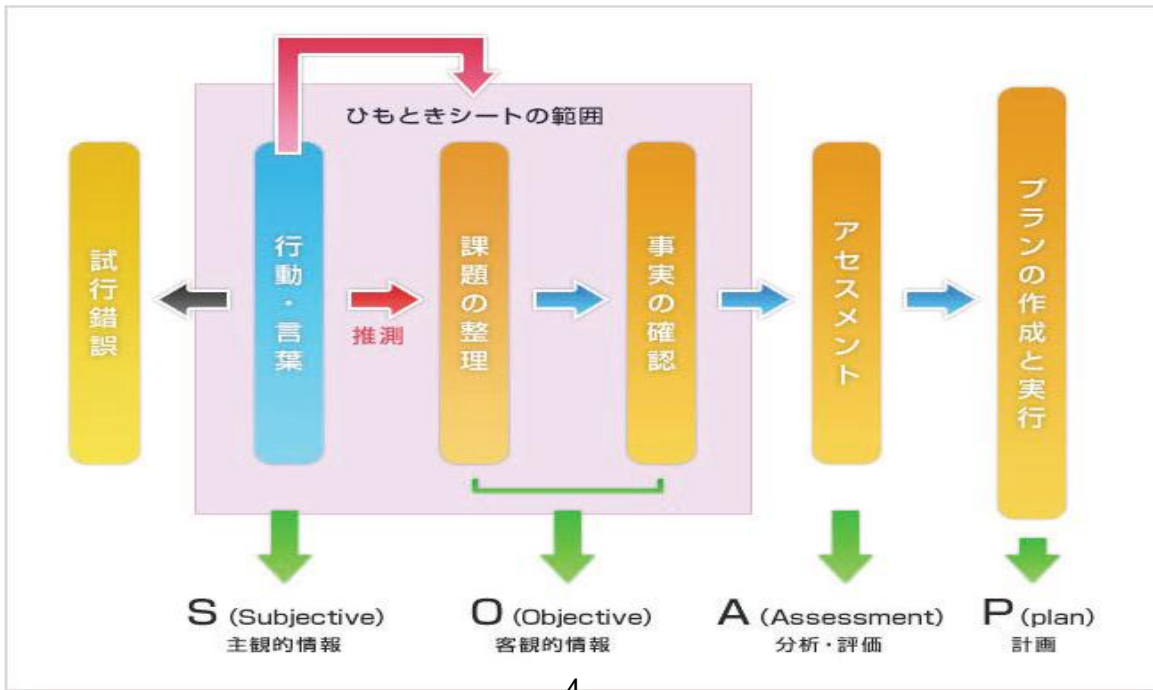 ひもときシートの範囲
試行錯誤
行動・言葉
推測
課題の整理
事実の確認
アセスメント
プランの作成と実行
S (Subjective)
主観的情報
O (Objective)
客観的情報
A (Assessment)
分析・評価
P (plan)
計画
4